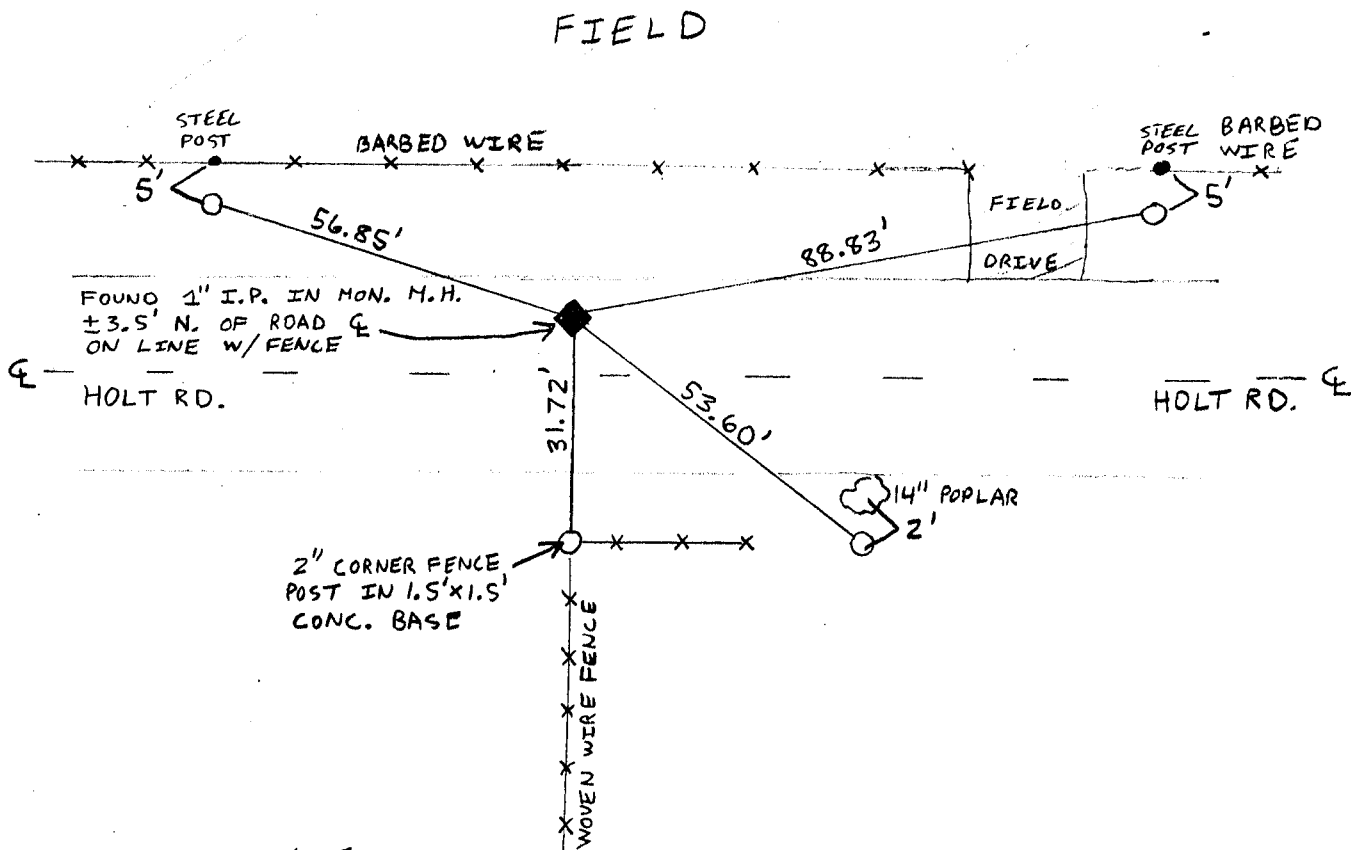 FIELD
STEEL
POST
BARBED WIRE
STEEL
POST
BARBED
WIRE
5'
56.85'
88.83'
FIELD
DRIVE
5'
FOUND 1" I.P. IN MON. M.H.
±3.5' N. OF ROAD ℄
ON LINE W/ FENCE
℄
HOLT RD.
HOLT RD.
℄
31.72'
53.60'
14" POPLAR
2'
2" CORNER FENCE
POST IN 1.5'x1.5'
CONC. BASE
WOVEN WIRE FENCE